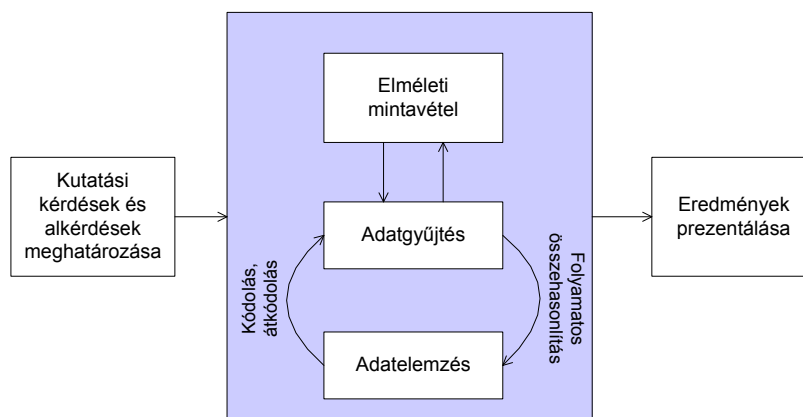 Kutatási
kérdések és
alkérdések
meghatározása
Elméleti
mintavétel
Adatgyűjtés
Kódolás,
átkódolás
Folyamatos
összehasonlítás
Adatelemzés
Eredmények
prezentálása